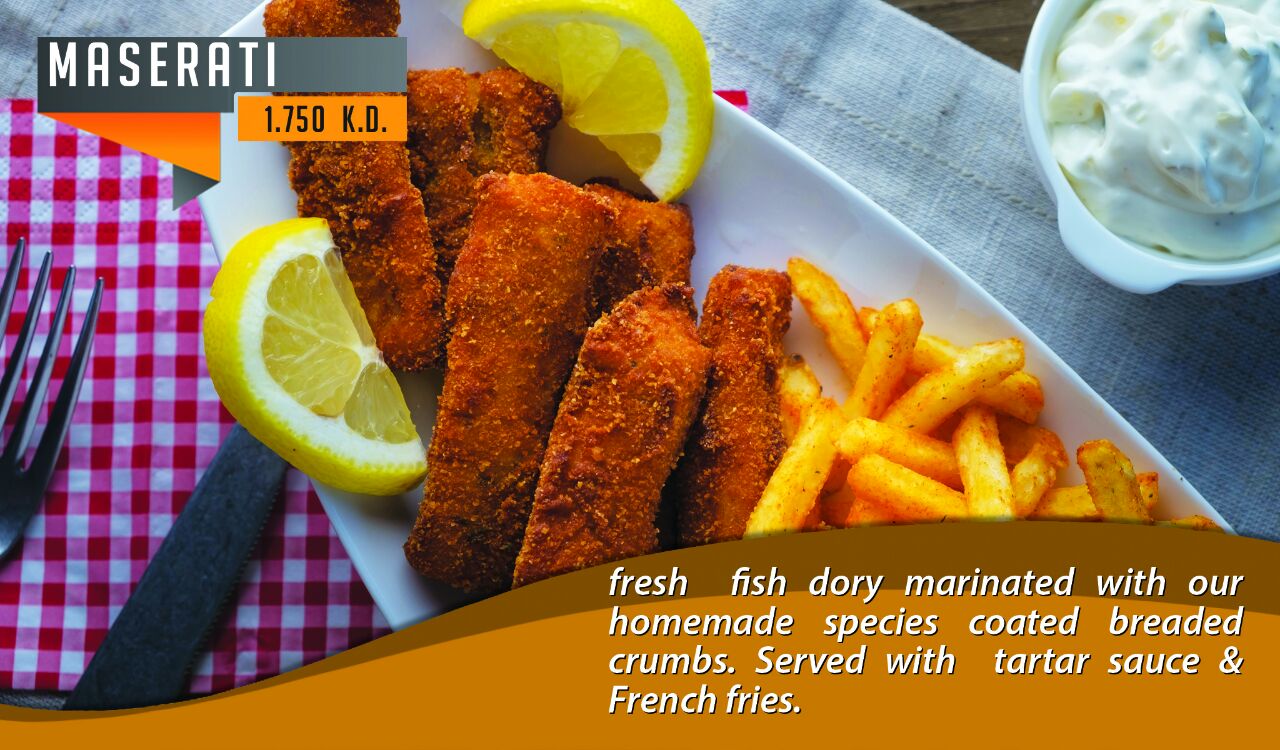 MASERATI
1.750 K.D.
fresh fish dory marinated with our
homemade species coated breaded
crumbs. Served with tartar sauce &
French fries.